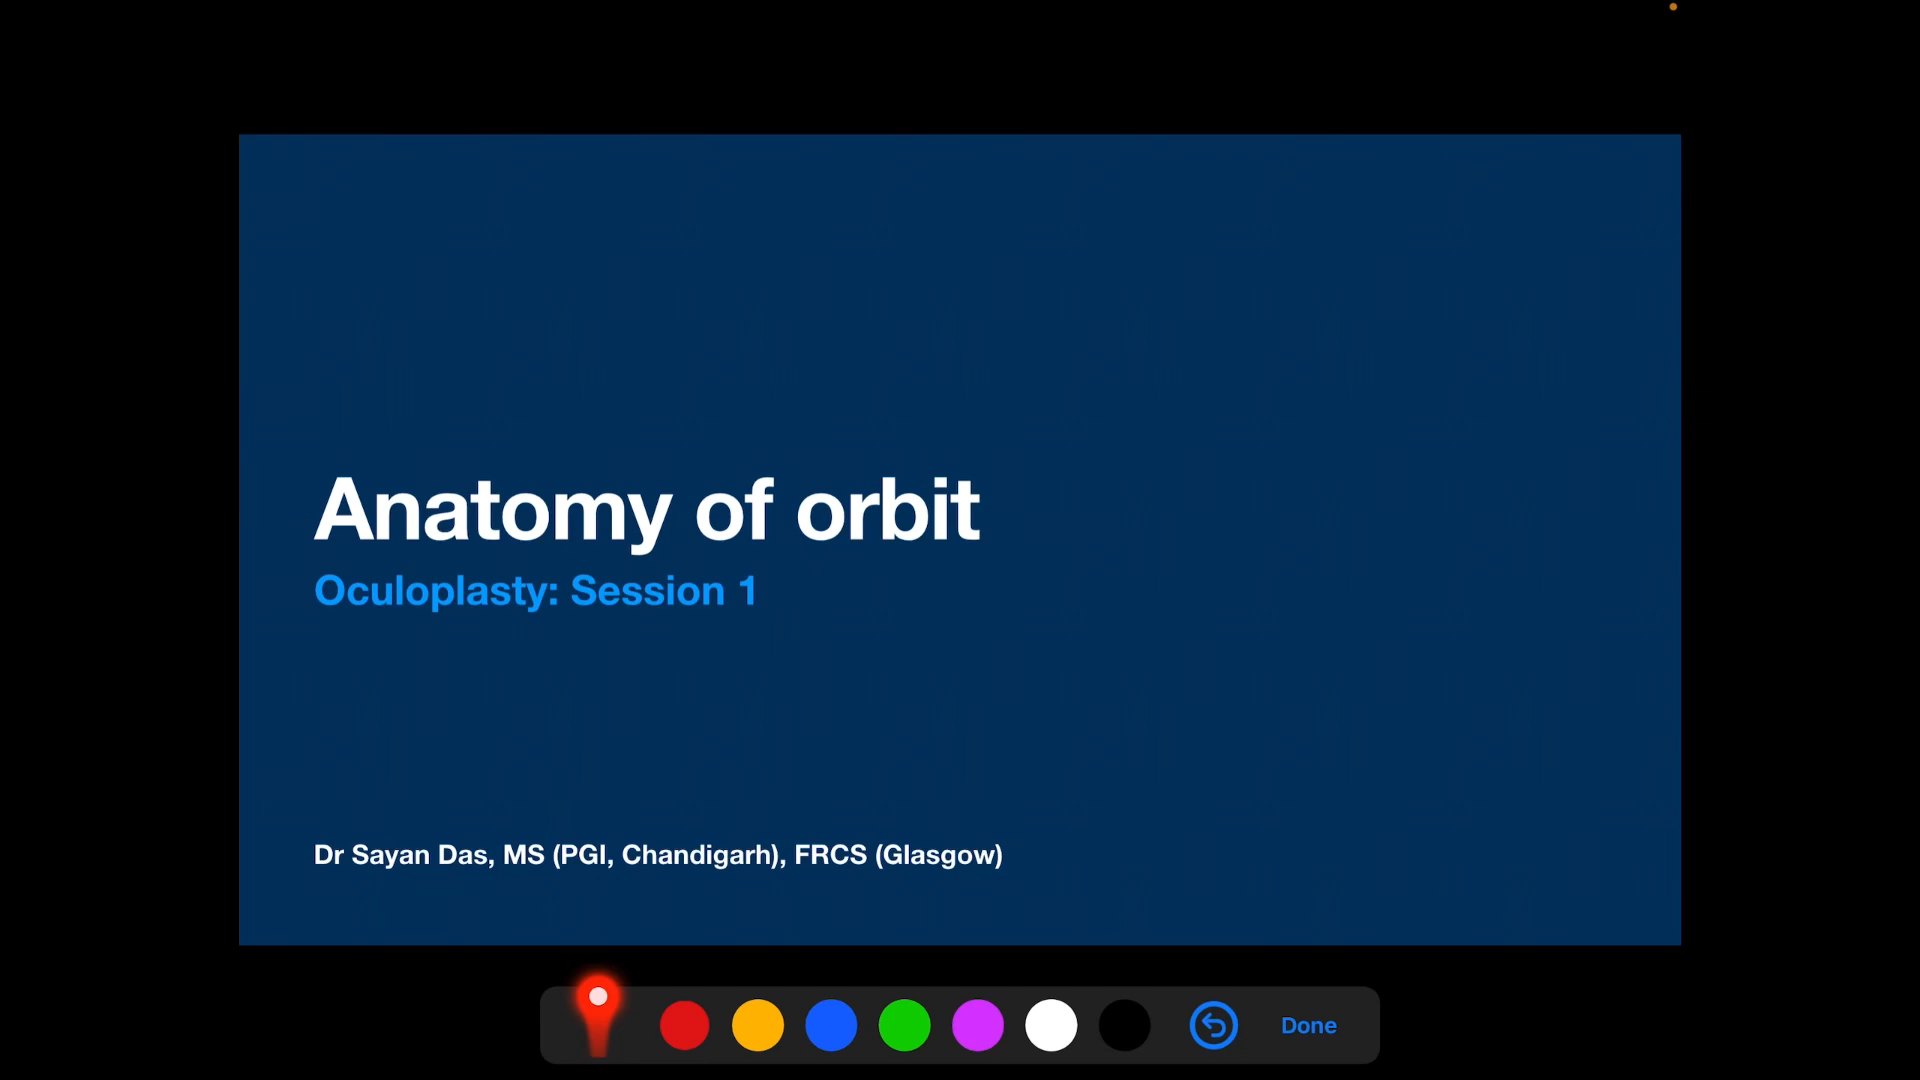 Anatomy of orbit
Oculoplasty: Session 1
Dr Sayan Das, MS (PGI, Chandigarh), FRCS (Glasgow)
Done